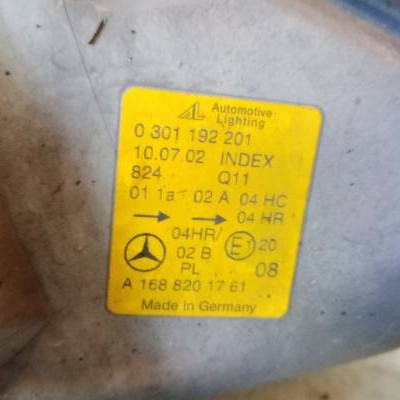 AL Automotive
Lighting
0 301 192 201
10.07.02 INDEX
824 Q11
01 1a 02 A 04 HC
→ → 04 HR
04HR/ E1 20
02 B
PL 08
A 168 820 17 61
Made in Germany